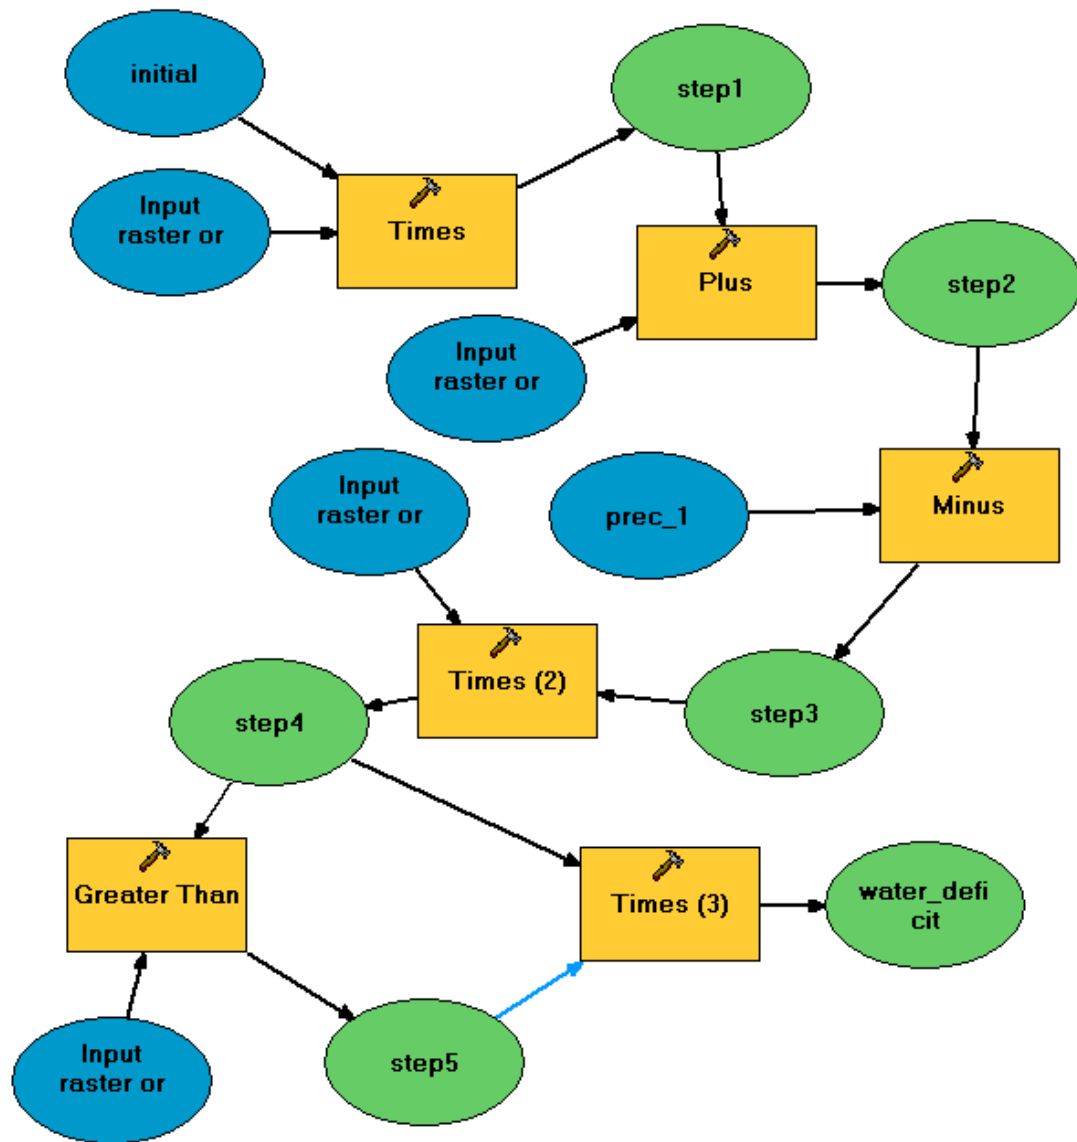 initial
step1
Input
raster or
Times
Plus
step2
Input
raster or
Input
raster or
prec_1
Minus
Times (2)
step3
step4
Greater Than
Times (3)
water_defi
cit
Input
raster or
step5